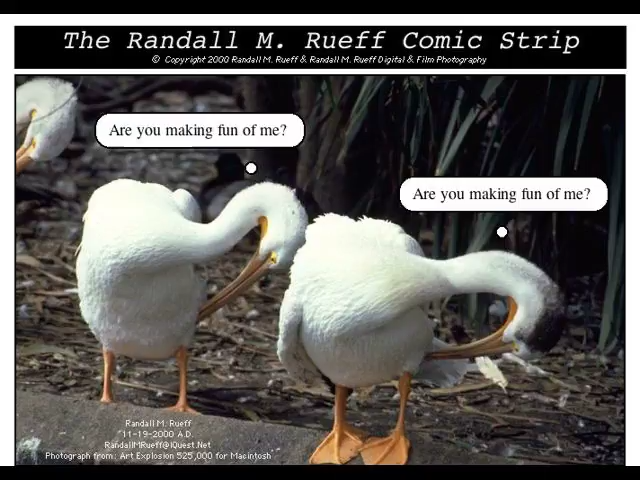 The Randall M. Rueff Comic Strip
© Copyright 2000 Randall M. Rueff & Randall M. Rueff Digital & Film Photography
Are you making fun of me?
Are you making fun of me?
Randall M. Rueff
11-19-2000 A.D.
RandallMRueff@iQuest.Net
Photograph from: Art Explosion 525,000 for Macintosh